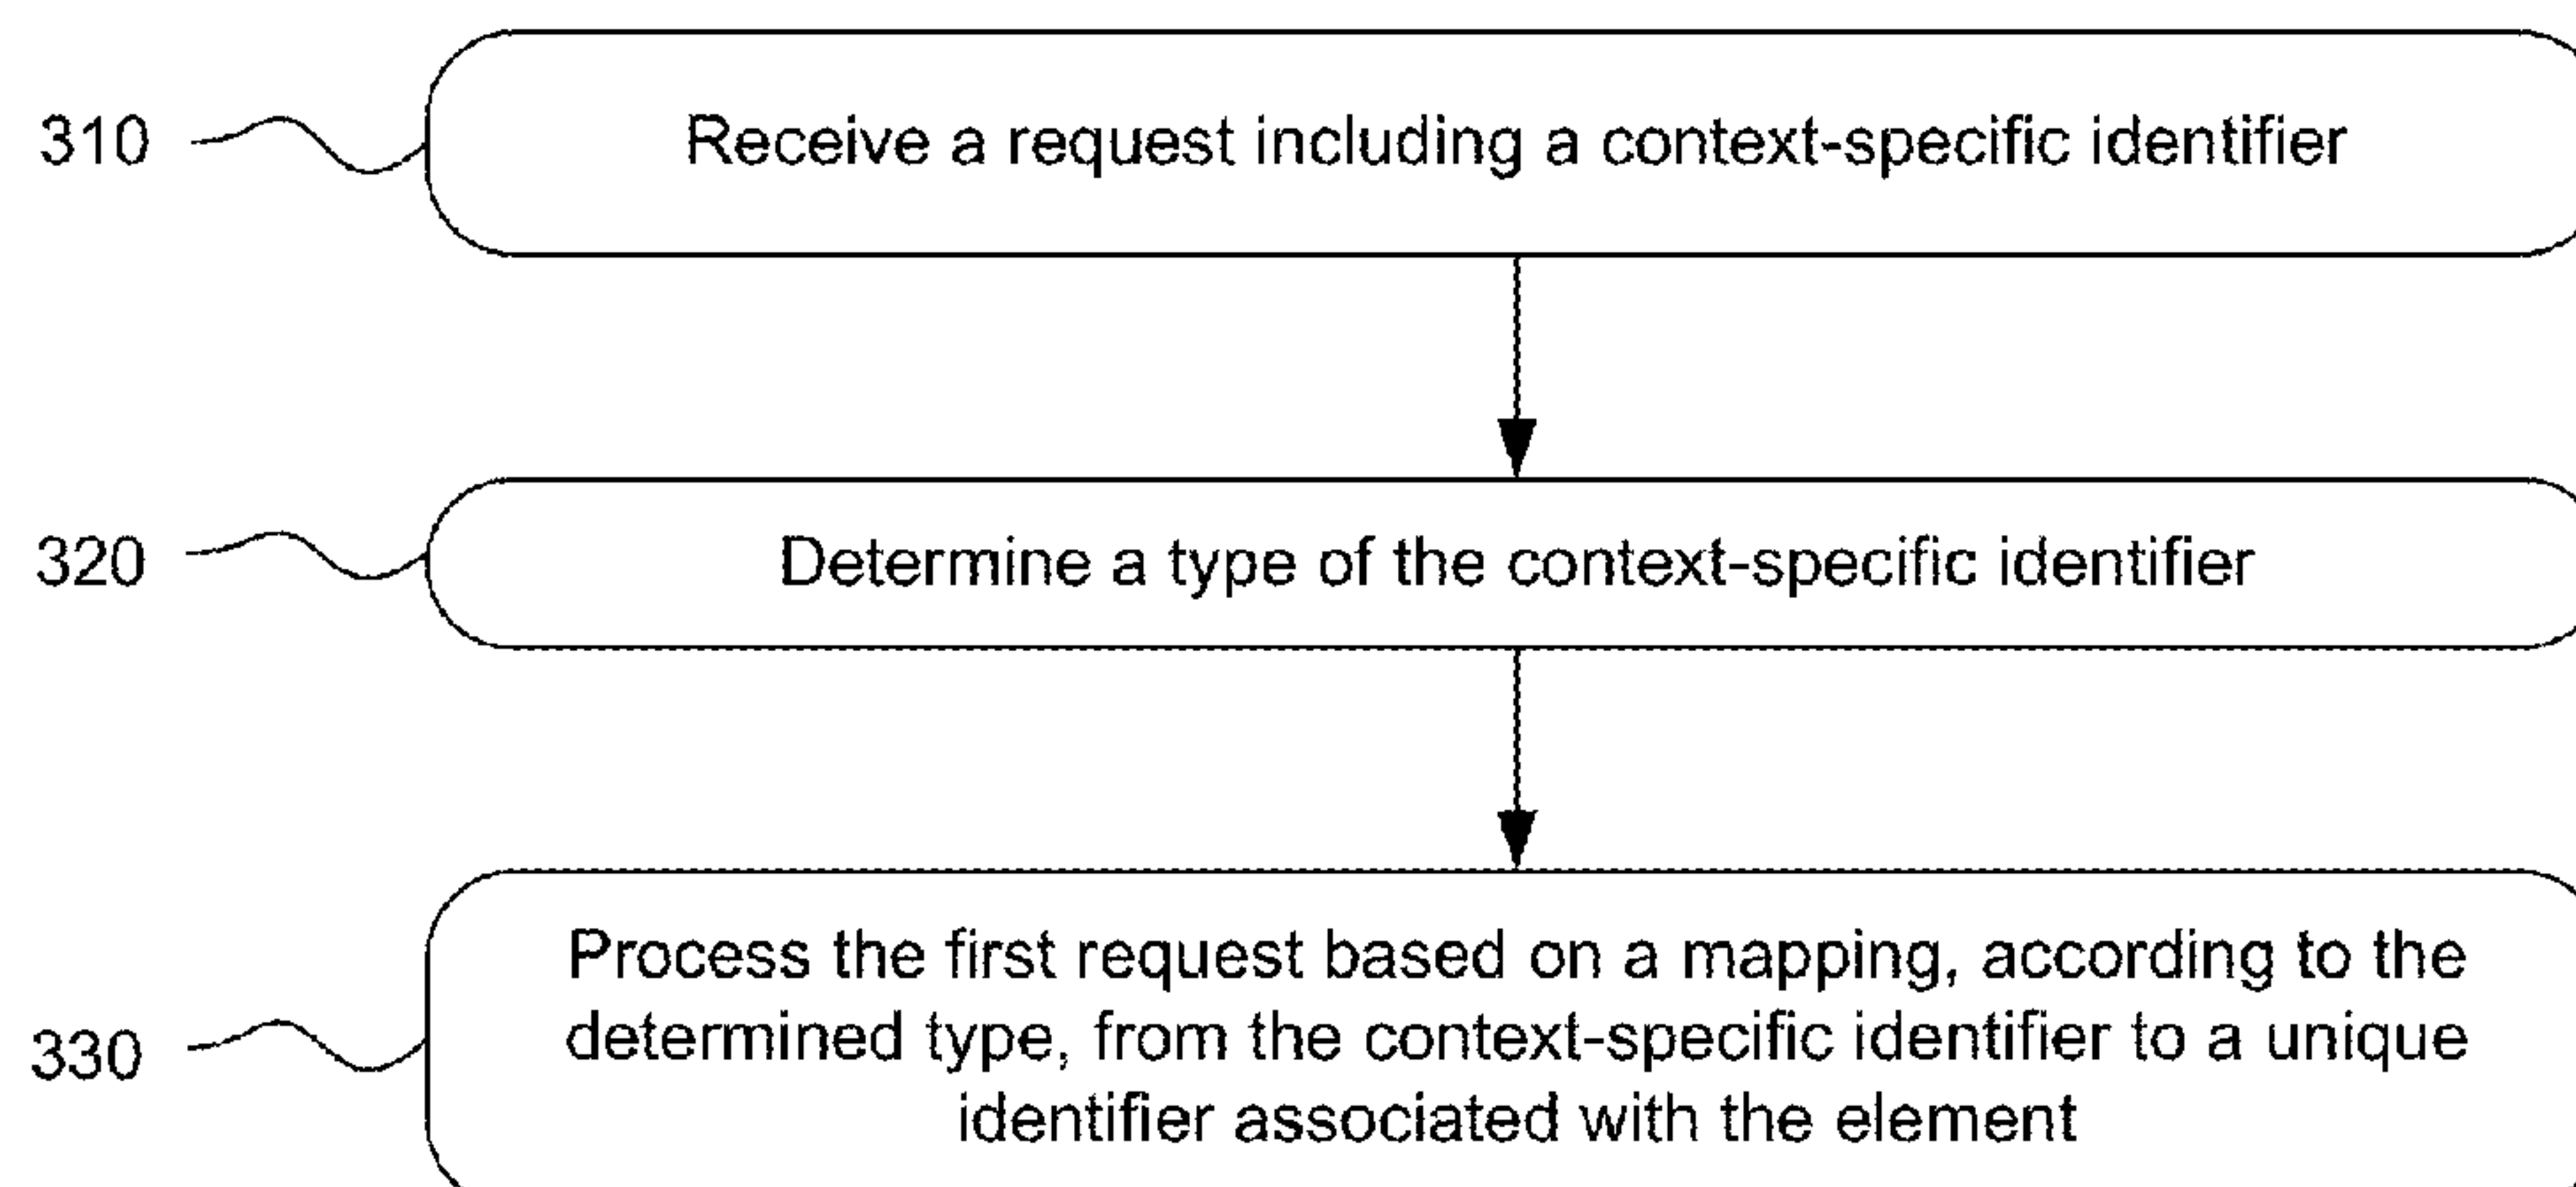 310
Receive a request including a context-specific identifier
320
Determine a type of the context-specific identifier
330
Process the first request based on a mapping, according to the
determined type, from the context-specific identifier to a unique
identifier associated with the element